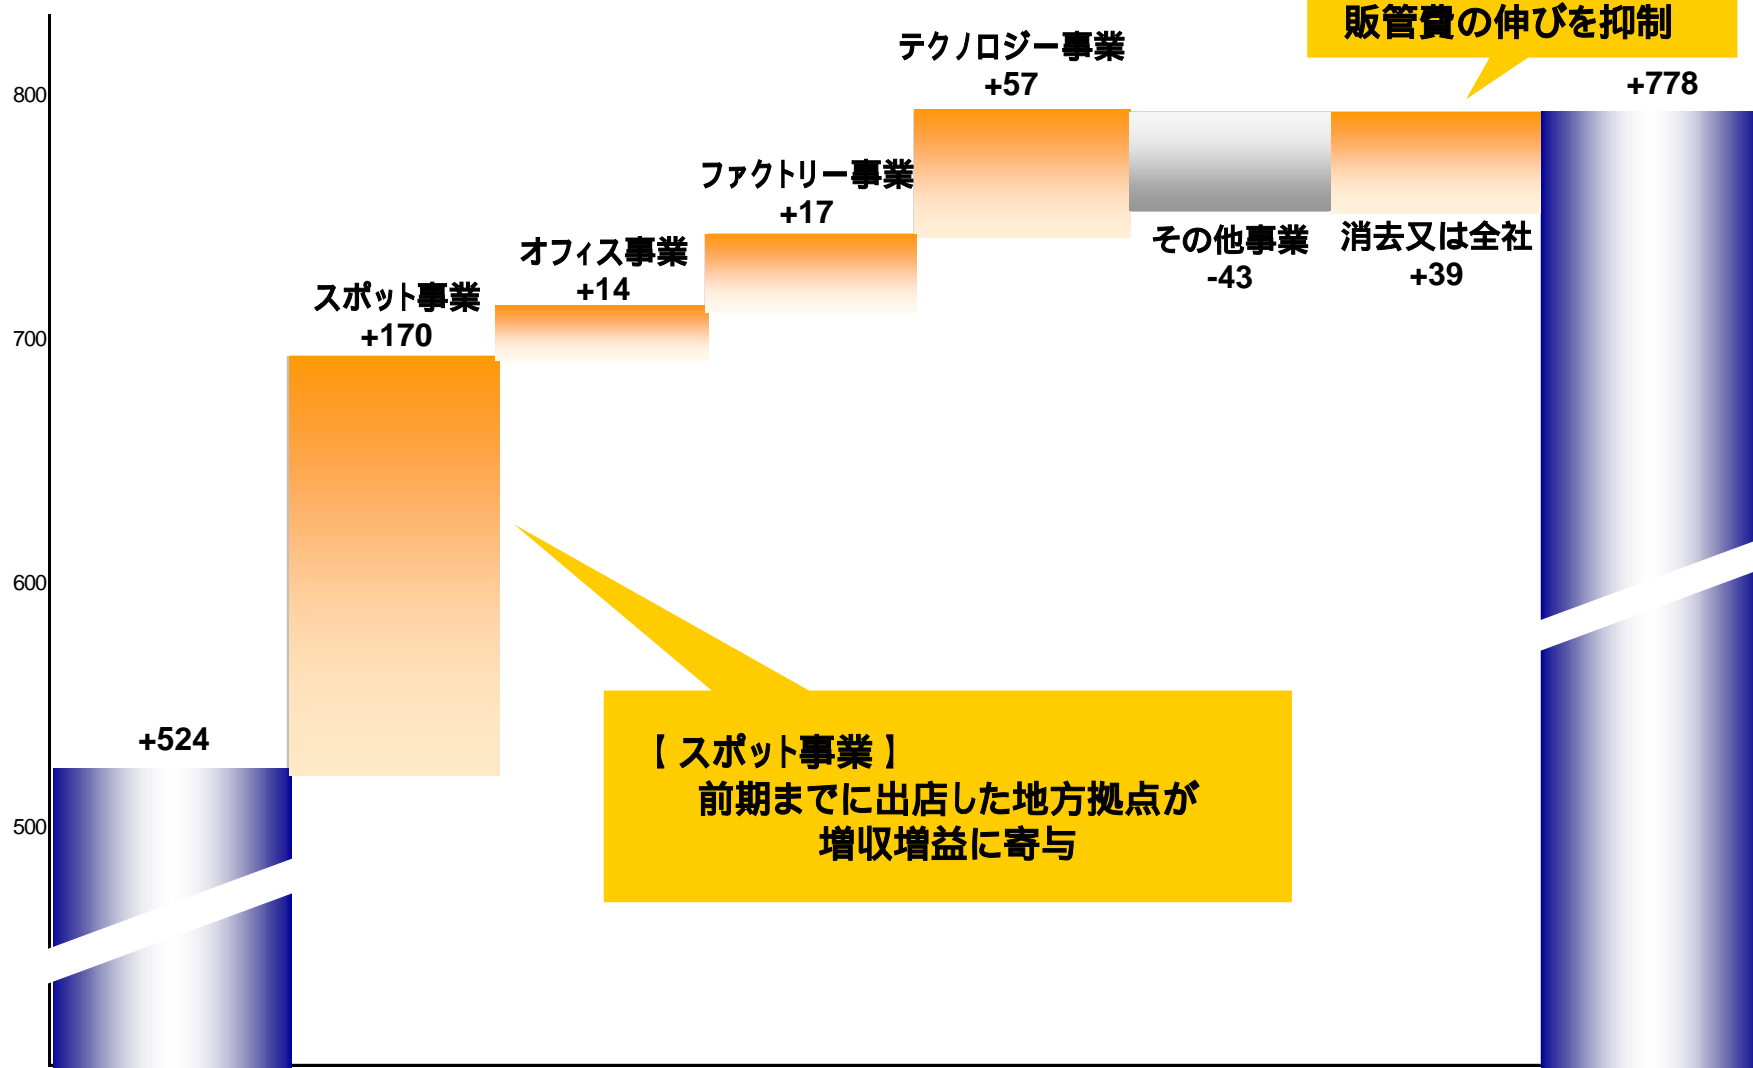 販管費の伸びを抑制
テクノロジー事業
+57
+778
800
ファクトリー事業
+17
オフィス事業
+14
その他事業
-43
消去又は全社
+39
スポット事業
+170
700
600
+524
【スポット事業】
前期までに出店した地方拠点が
増収増益に寄与
500